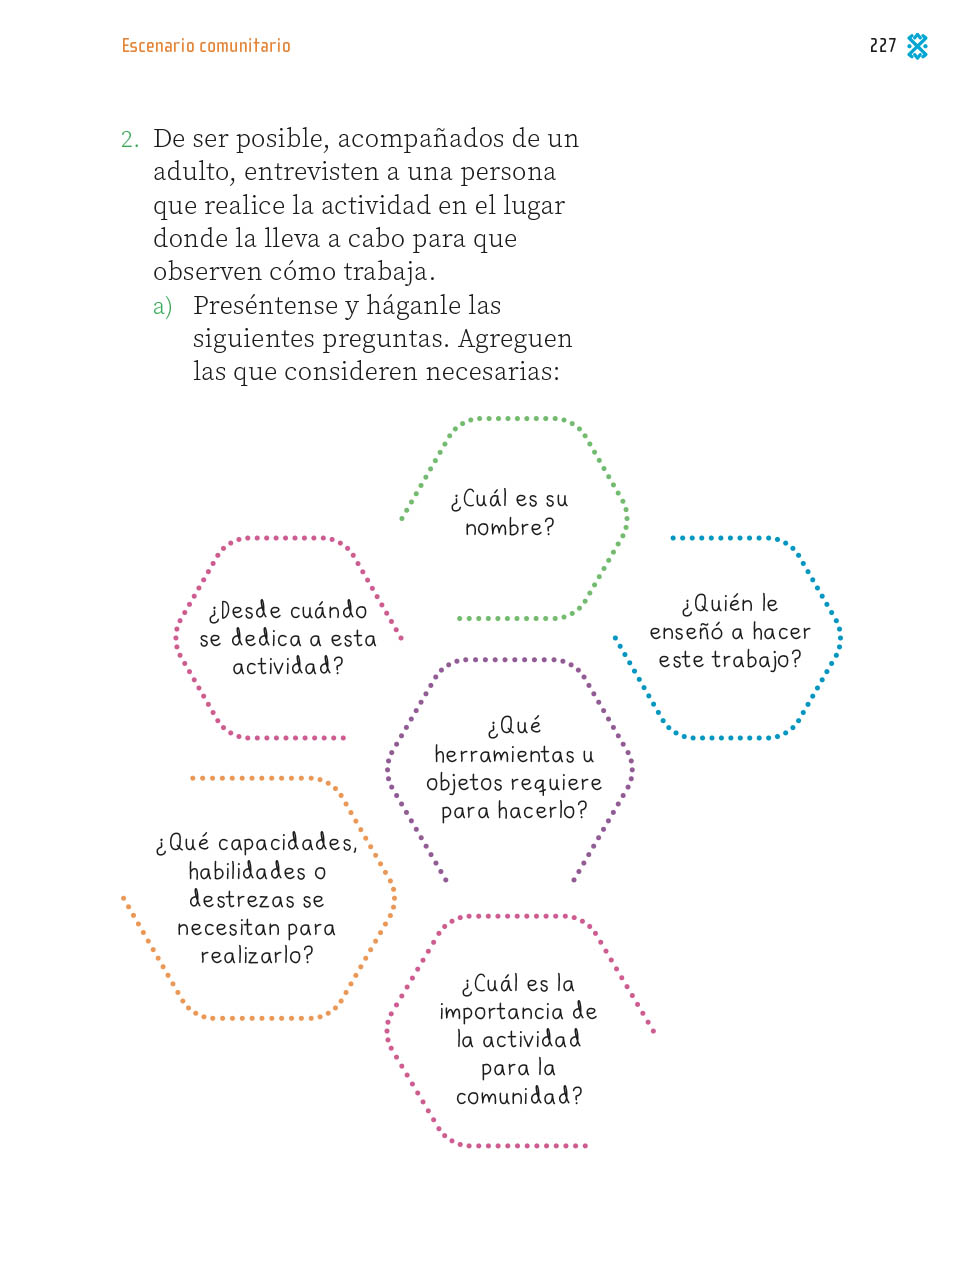 Escenario comunitario
227
2. De ser posible, acompañados de un
adulto, entrevisten a una persona
que realice la actividad en el lugar
donde la lleva a cabo para que
observen cómo trabaja.
a) Preséntense y háganle las
siguientes preguntas. Agreguen
las que consideren necesarias:
¿Cuál es su
nombre?
¿Desde cuándo
se dedica a esta
actividad?
¿Quién le
enseñó a hacer
este trabajo?
¿Qué
herramientas u
objetos requiere
para hacerlo?
¿Qué capacidades,
habilidades o
destrezas se
necesitan para
realizarlo?
¿Cuál es la
importancia de
la actividad
para la
comunidad?